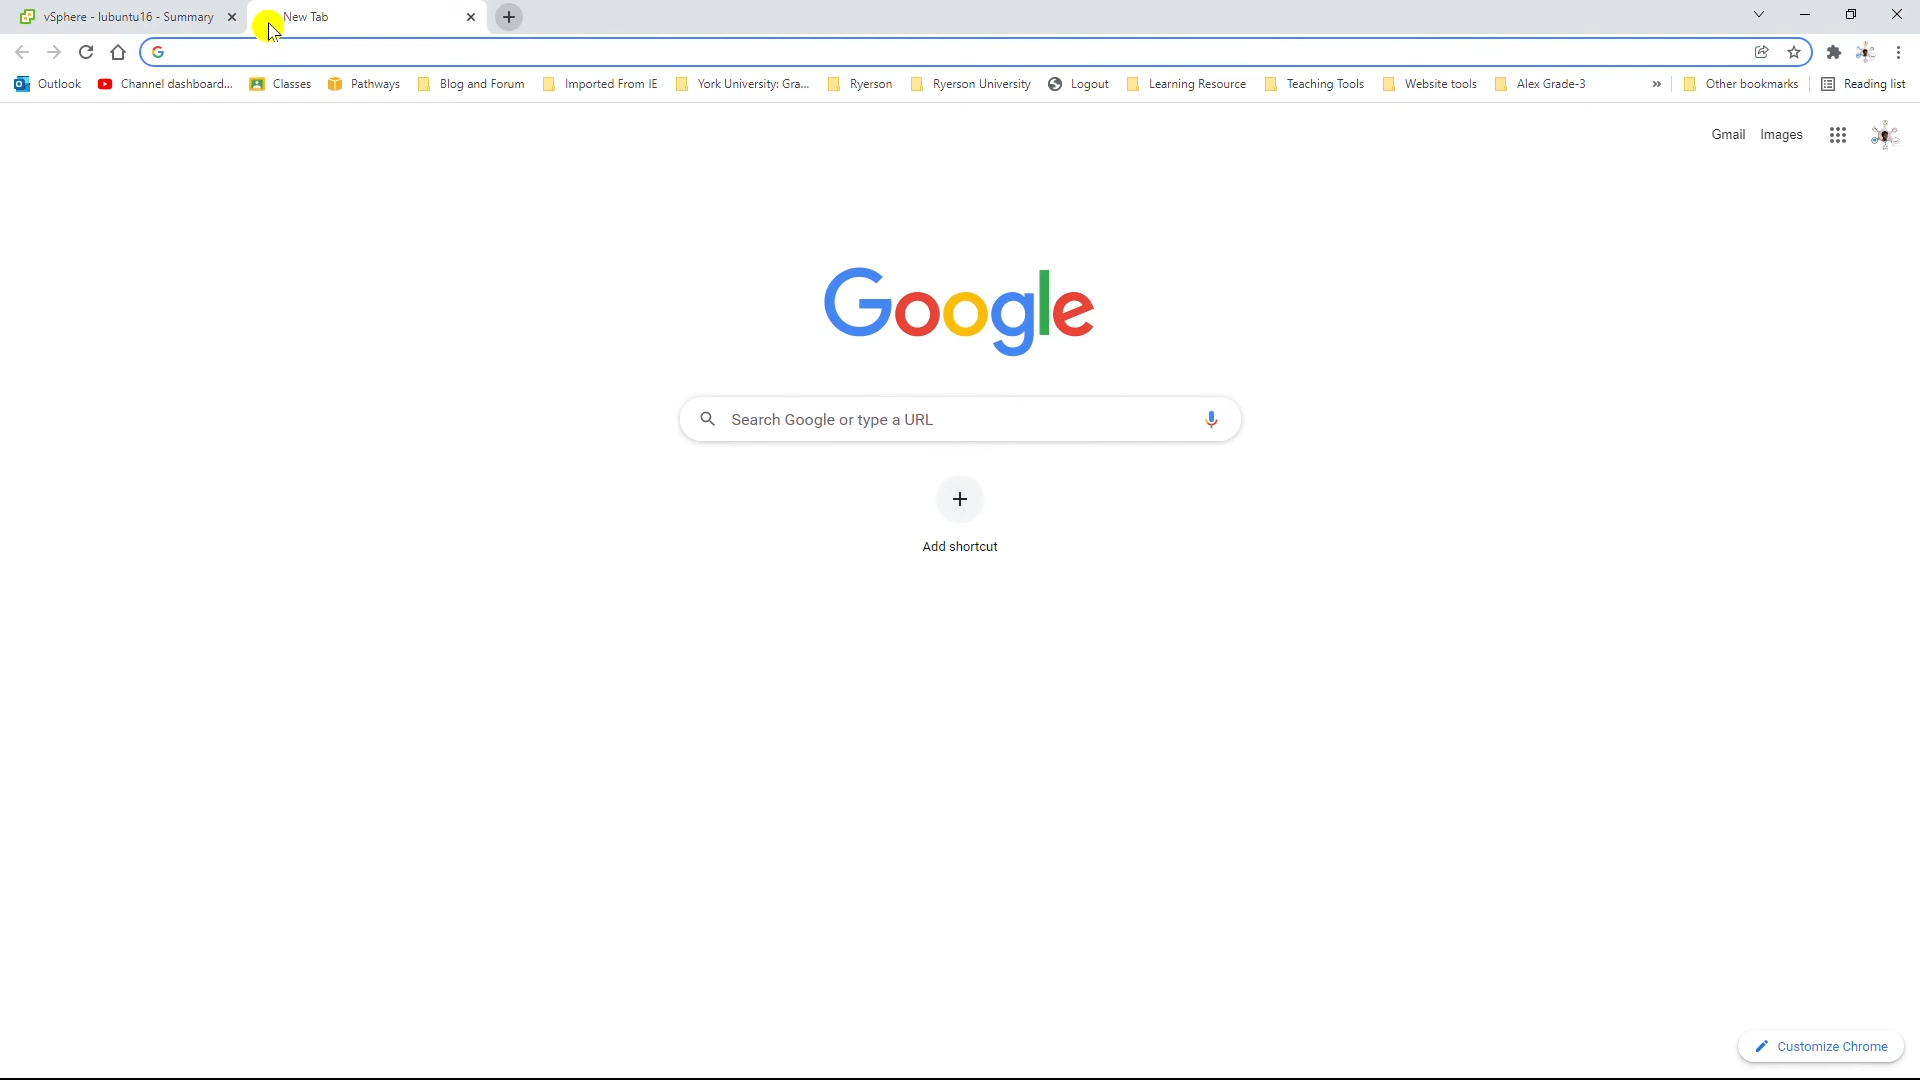 vSphere - lubuntu16 - Summary
New Tab
Outlook
Channel dashboard...
Classes
Pathways
Blog and Forum
Imported From IE
York University: Gra...
Ryerson
Ryerson University
Logout
Learning Resource
Teaching Tools
Website tools
Alex Grade-3
»
Other bookmarks
Reading list
Gmail
Images
Google
Search Google or type a URL
Add shortcut
Customize Chrome